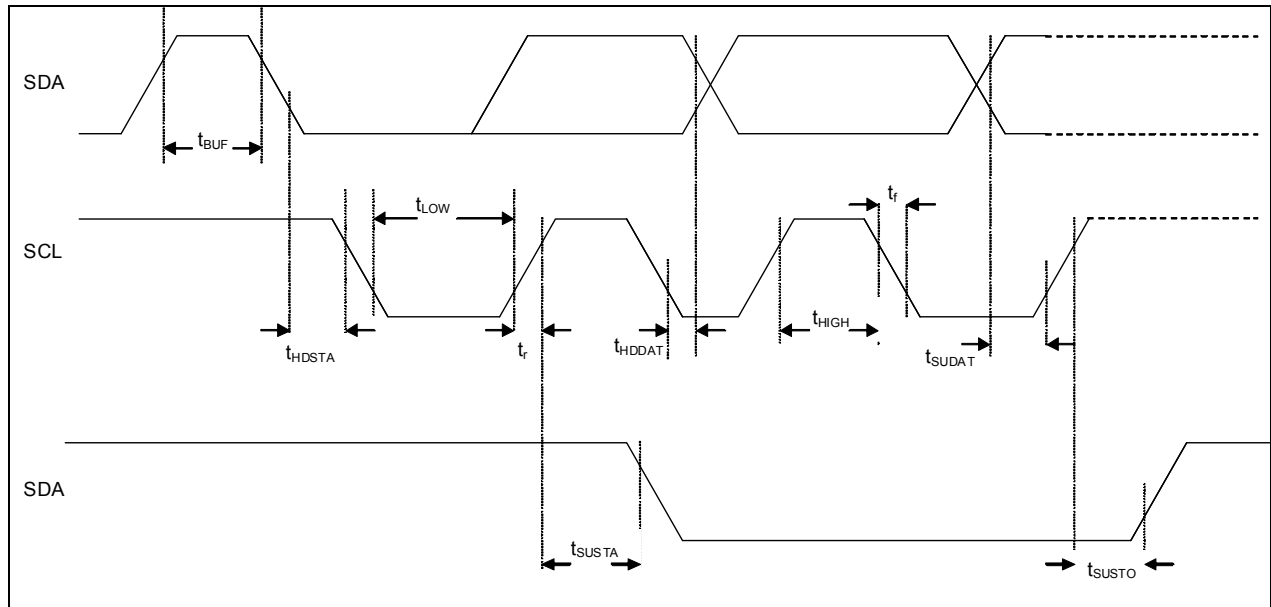 SDA
tBUF
tLOW
tf
SCL
tHDSTA
tr
tHDDAT
tHIGH
tSUDAT
SDA
tSUSTA
tSUSTO